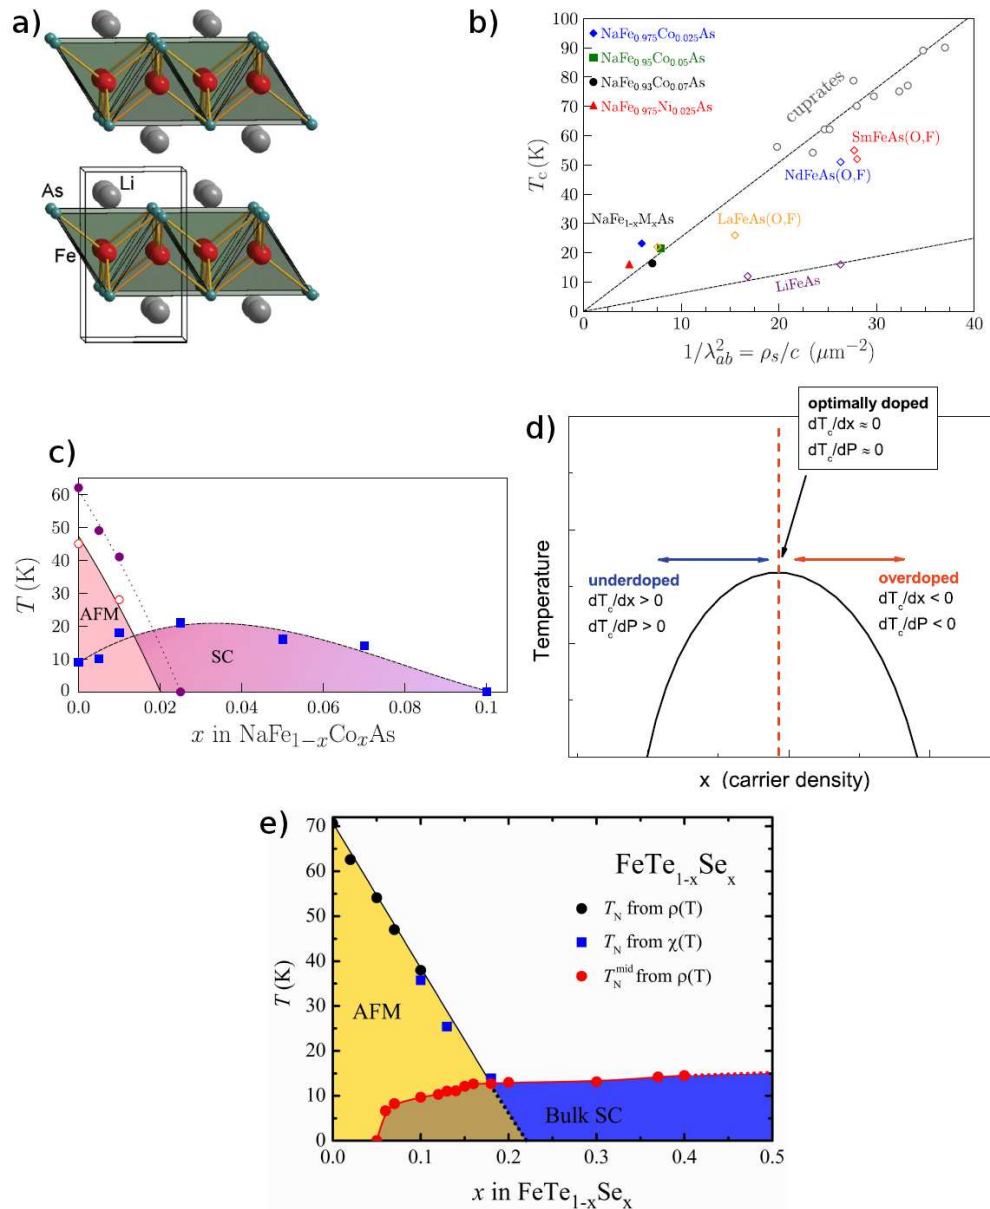 a)
Li
As
Fe
b)
NaFe0.975Co0.025As
NaFe0.95Co0.05As
NaFe0.93Co0.07As
NaFe0.975Ni0.025As
cuprates
SmFeAs(O,F)
NdFeAs(O,F)
NaFe1-xMxAs
LaFeAs(O,F)
LiFeAs
100
90
80
70
60
50
40
30
20
10
0
Tc (K)
0 10 20 30 40
1/λ²ab = ρs/c (μm⁻²)
c)
60
50
40
30
20
10
0
T (K)
AFM
SC
0.0 0.02 0.04 0.06 0.08 0.1
x in NaFe1−xCoxAs
d)
optimally doped
dTc/dx ≈ 0
dTc/dP ≈ 0
underdoped
dTc/dx > 0
dTc/dP > 0
overdoped
dTc/dx < 0
dTc/dP < 0
Temperature
x (carrier density)
e)
70
60
50
40
30
20
10
0
T (K)
FeTe1-xSex
TN from ρ(T)
TN from χ(T)
TNmid from ρ(T)
AFM
Bulk SC
0.0 0.1 0.2 0.3 0.4 0.5
x in FeTe1-xSex